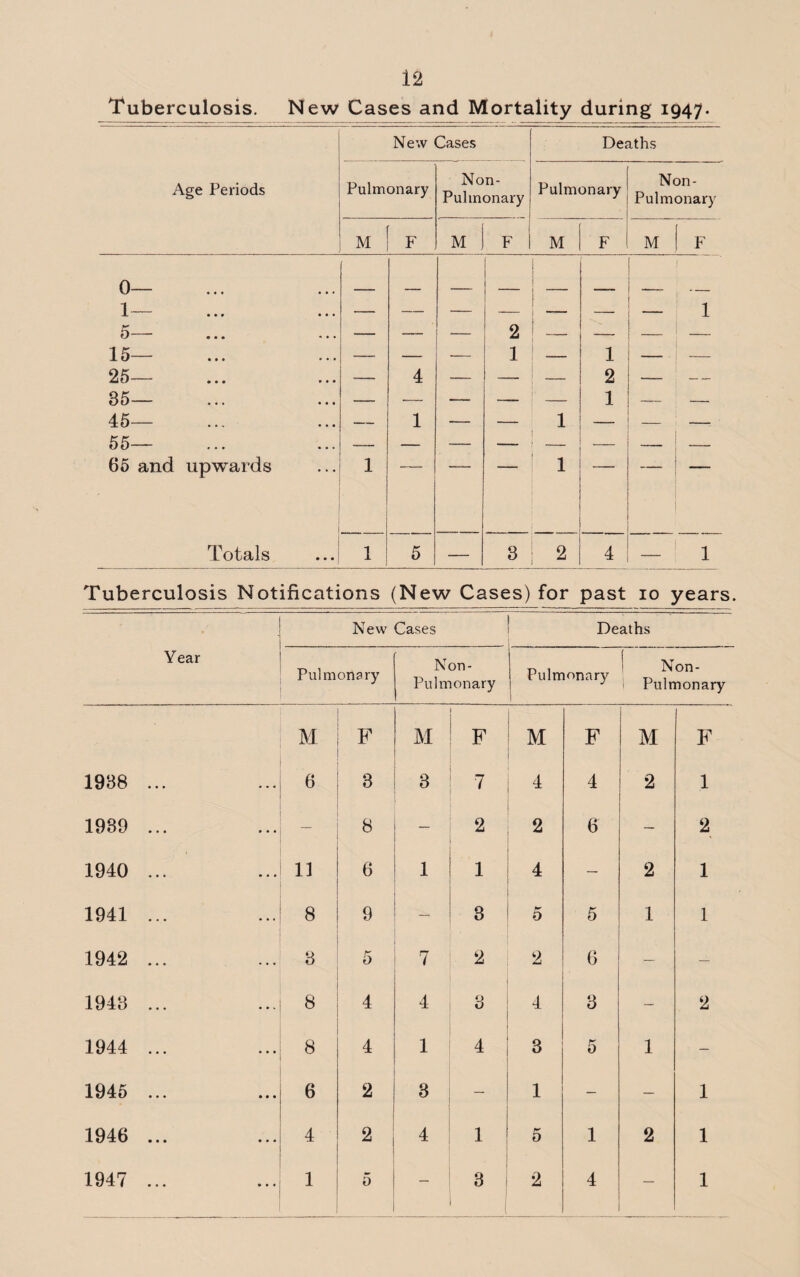 12
Tuberculosis. New Cases and Mortality during 1947.
Age Periods | New Cases | Deaths
Pulmonary | Non-Pulmonary | Pulmonary | Non-Pulmonary
M | F | M | F | M | F | M | F
0— ... ... — — — — — — — —
1— ... ... — — — — — — — 1
5— ... ... — — — 2 — — — —
15— ... ... — — — 1 — 1 — —
25— ... ... — 4 — — — 2 — —
35— ... ... — — — — — 1 — —
45— ... ... — 1 — — 1 — — —
55— ... ... — — — — — — — —
65 and upwards ... 1 — — — 1 — — —
Totals ... 1 5 — 3 2 4 — 1
Tuberculosis Notifications (New Cases) for past 10 years.
Year | New Cases | Deaths
Pulmonary | Non-Pulmonary | Pulmonary | Non-Pulmonary
M | F | M | F | M | F | M | F
1938 ... ... 6 3 3 7 4 4 2 1
1939 ... ... – 8 – 2 2 6 – 2
1940 ... ... 11 6 1 1 4 – 2 1
1941 ... ... 8 9 – 3 5 5 1 1
1942 ... ... 3 5 7 2 2 6 – –
1943 ... ... 8 4 4 3 4 3 – 2
1944 ... ... 8 4 1 4 3 5 1 –
1945 ... ... 6 2 3 – 1 – – 1
1946 ... ... 4 2 4 1 5 1 2 1
1947 ... ... 1 5 – 3 2 4 – 1